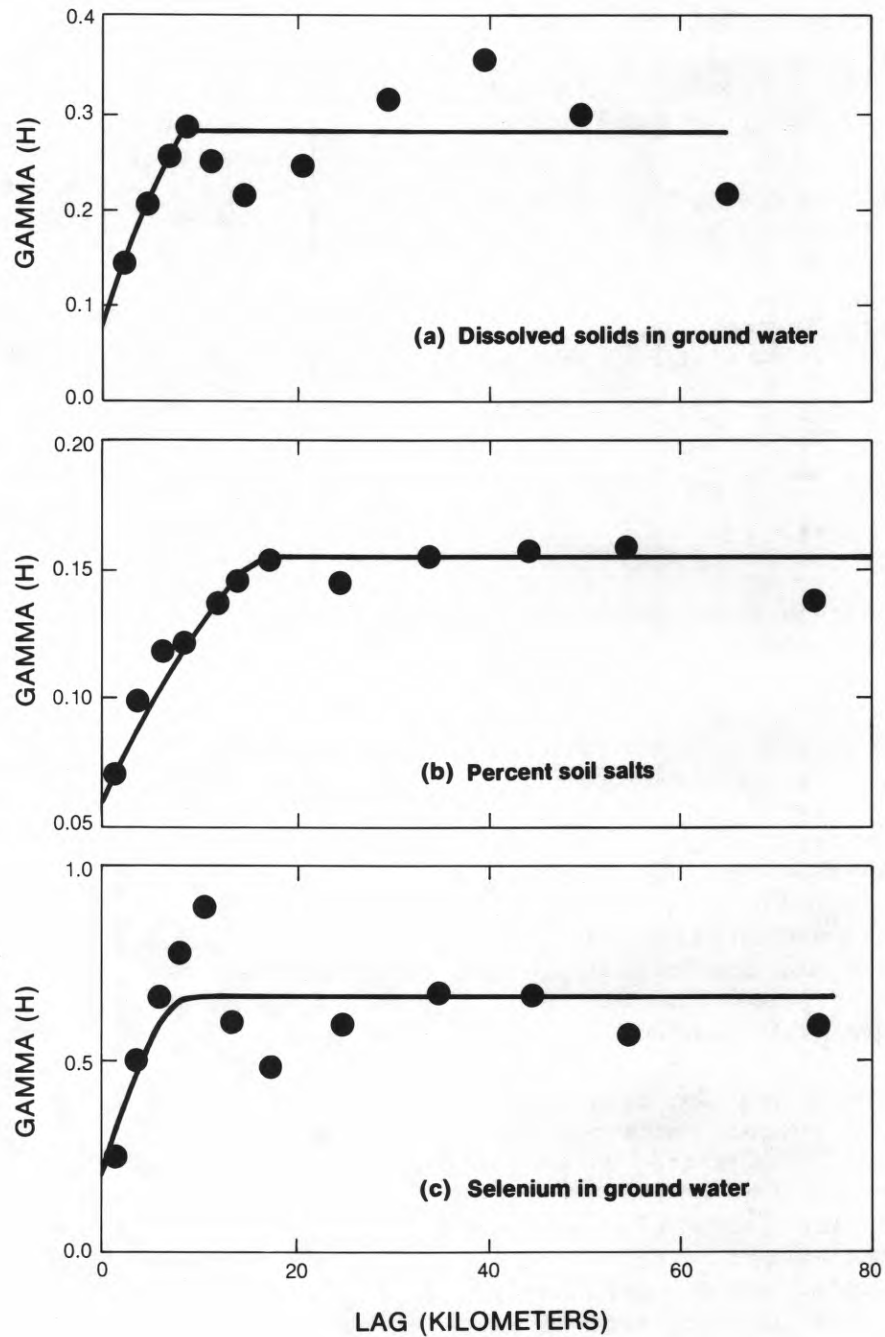 0.4
0.3
0.2
0.1
0.0
GAMMA (H)
(a) Dissolved solids in ground water
0.20
0.15
0.10
0.05
GAMMA (H)
(b) Percent soil salts
1.0
0.5
0.0
GAMMA (H)
(c) Selenium in ground water
0 20 40 60 80
LAG (KILOMETERS)